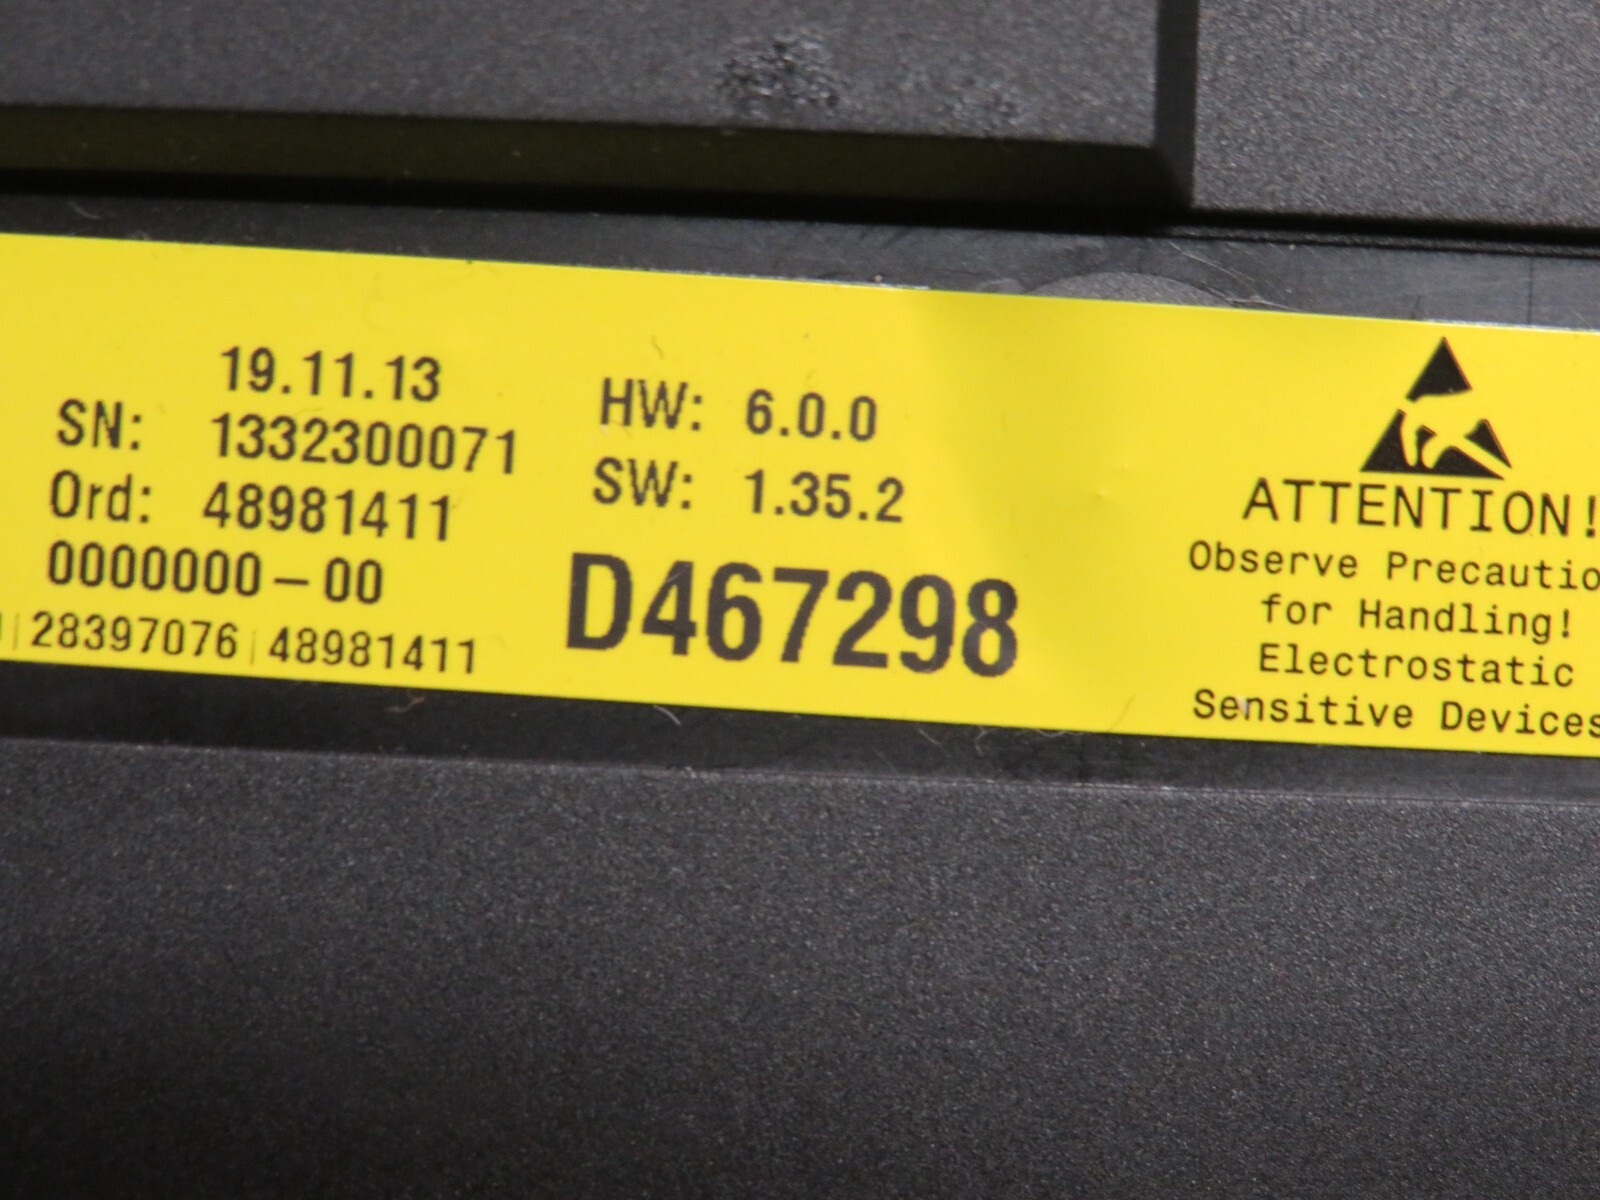 19.11.13
SN: 1332300071
Ord: 48981411
0000000-00
|28397076|48981411
HW: 6.0.0
SW: 1.35.2
D467298
ATTENTION!
Observe Precautio
for Handling!
Electrostatic
Sensitive Devices